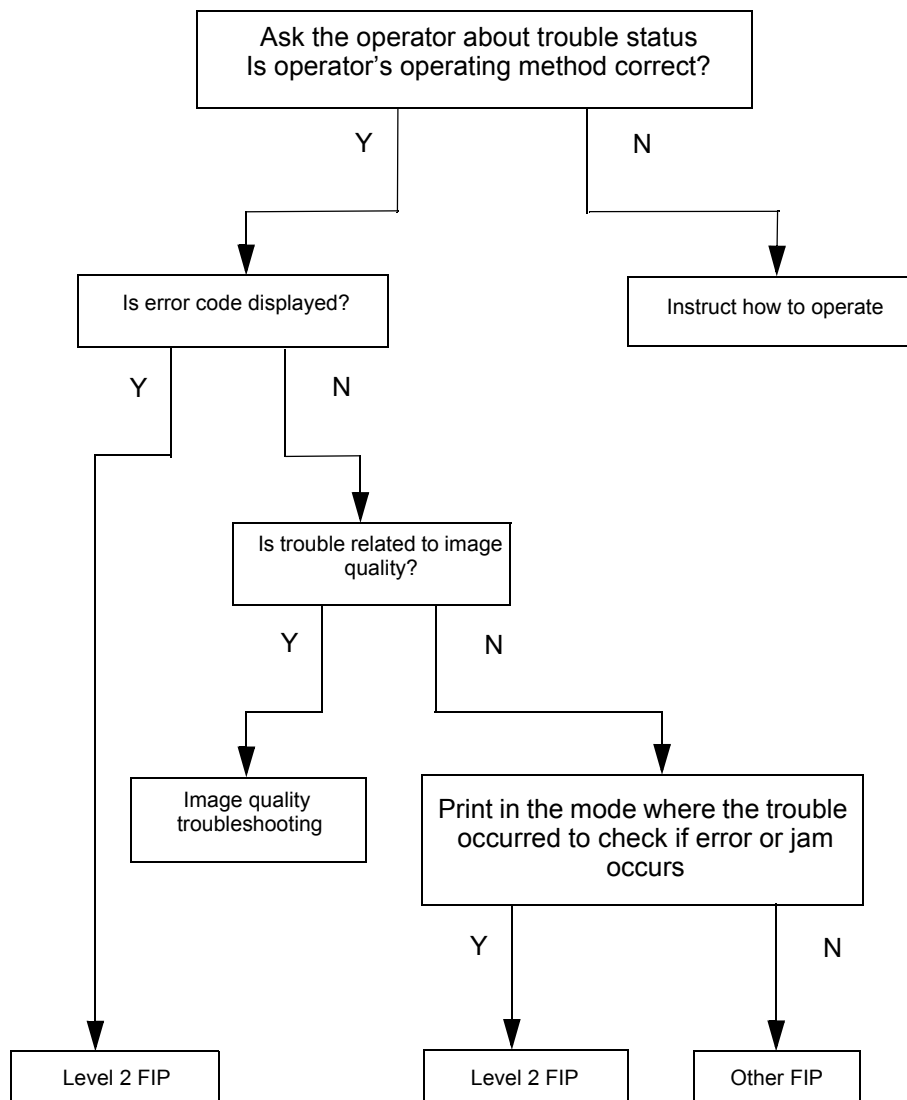 Ask the operator about trouble status
Is operator's operating method correct?
Y
N
Is error code displayed?
Instruct how to operate
Y
N
Is trouble related to image
quality?
Y
N
Image quality
troubleshooting
Print in the mode where the trouble
occurred to check if error or jam
occurs
Y
N
Level 2 FIP
Level 2 FIP
Other FIP